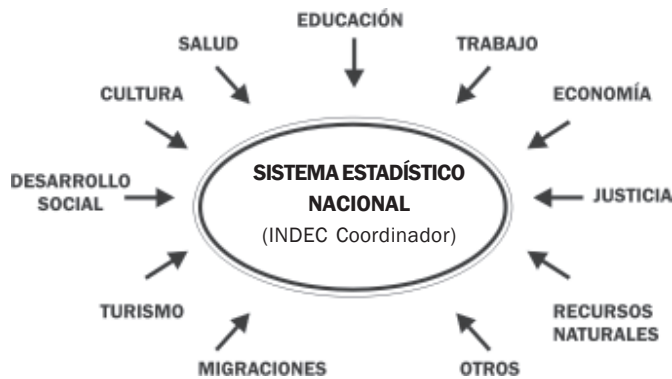 EDUCACIÓN
SALUD
TRABAJO
CULTURA
ECONOMÍA
SISTEMA ESTADÍSTICO
NACIONAL
(INDEC Coordinador)
DESARROLLO
SOCIAL
JUSTICIA
TURISMO
RECURSOS
NATURALES
MIGRACIONES
OTROS